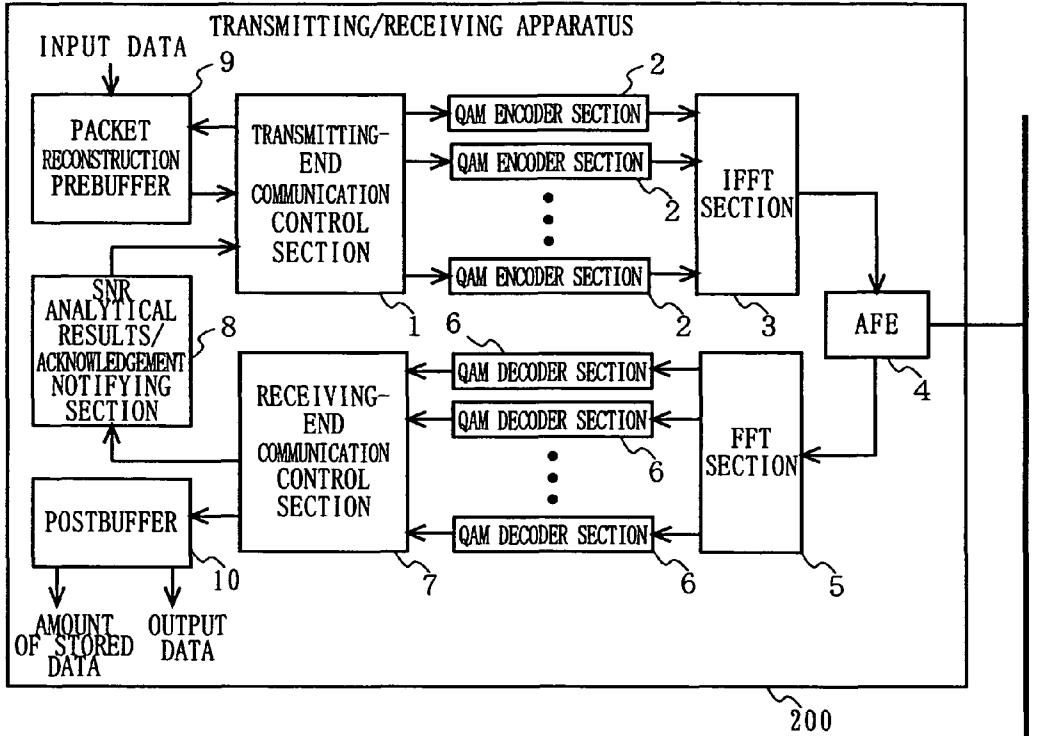 TRANSMITTING/RECEIVING APPARATUS
INPUT DATA
9
PACKET
RECONSTRUCTION
PREBUFFER
TRANSMITTING-
END
COMMUNICATION
CONTROL
SECTION
1
2
QAM ENCODER SECTION
QAM ENCODER SECTION
2
QAM ENCODER SECTION
2
IFFT
SECTION
3
AFE
4
SNR
ANALYTICAL
RESULTS/
ACKNOWLEDGEMENT
NOTIFYING
SECTION
8
RECEIVING-
END
COMMUNICATION
CONTROL
SECTION
7
6
QAM DECODER SECTION
QAM DECODER SECTION
6
QAM DECODER SECTION
6
FFT
SECTION
5
POSTBUFFER
10
AMOUNT
OF STORED
DATA
OUTPUT
DATA
200